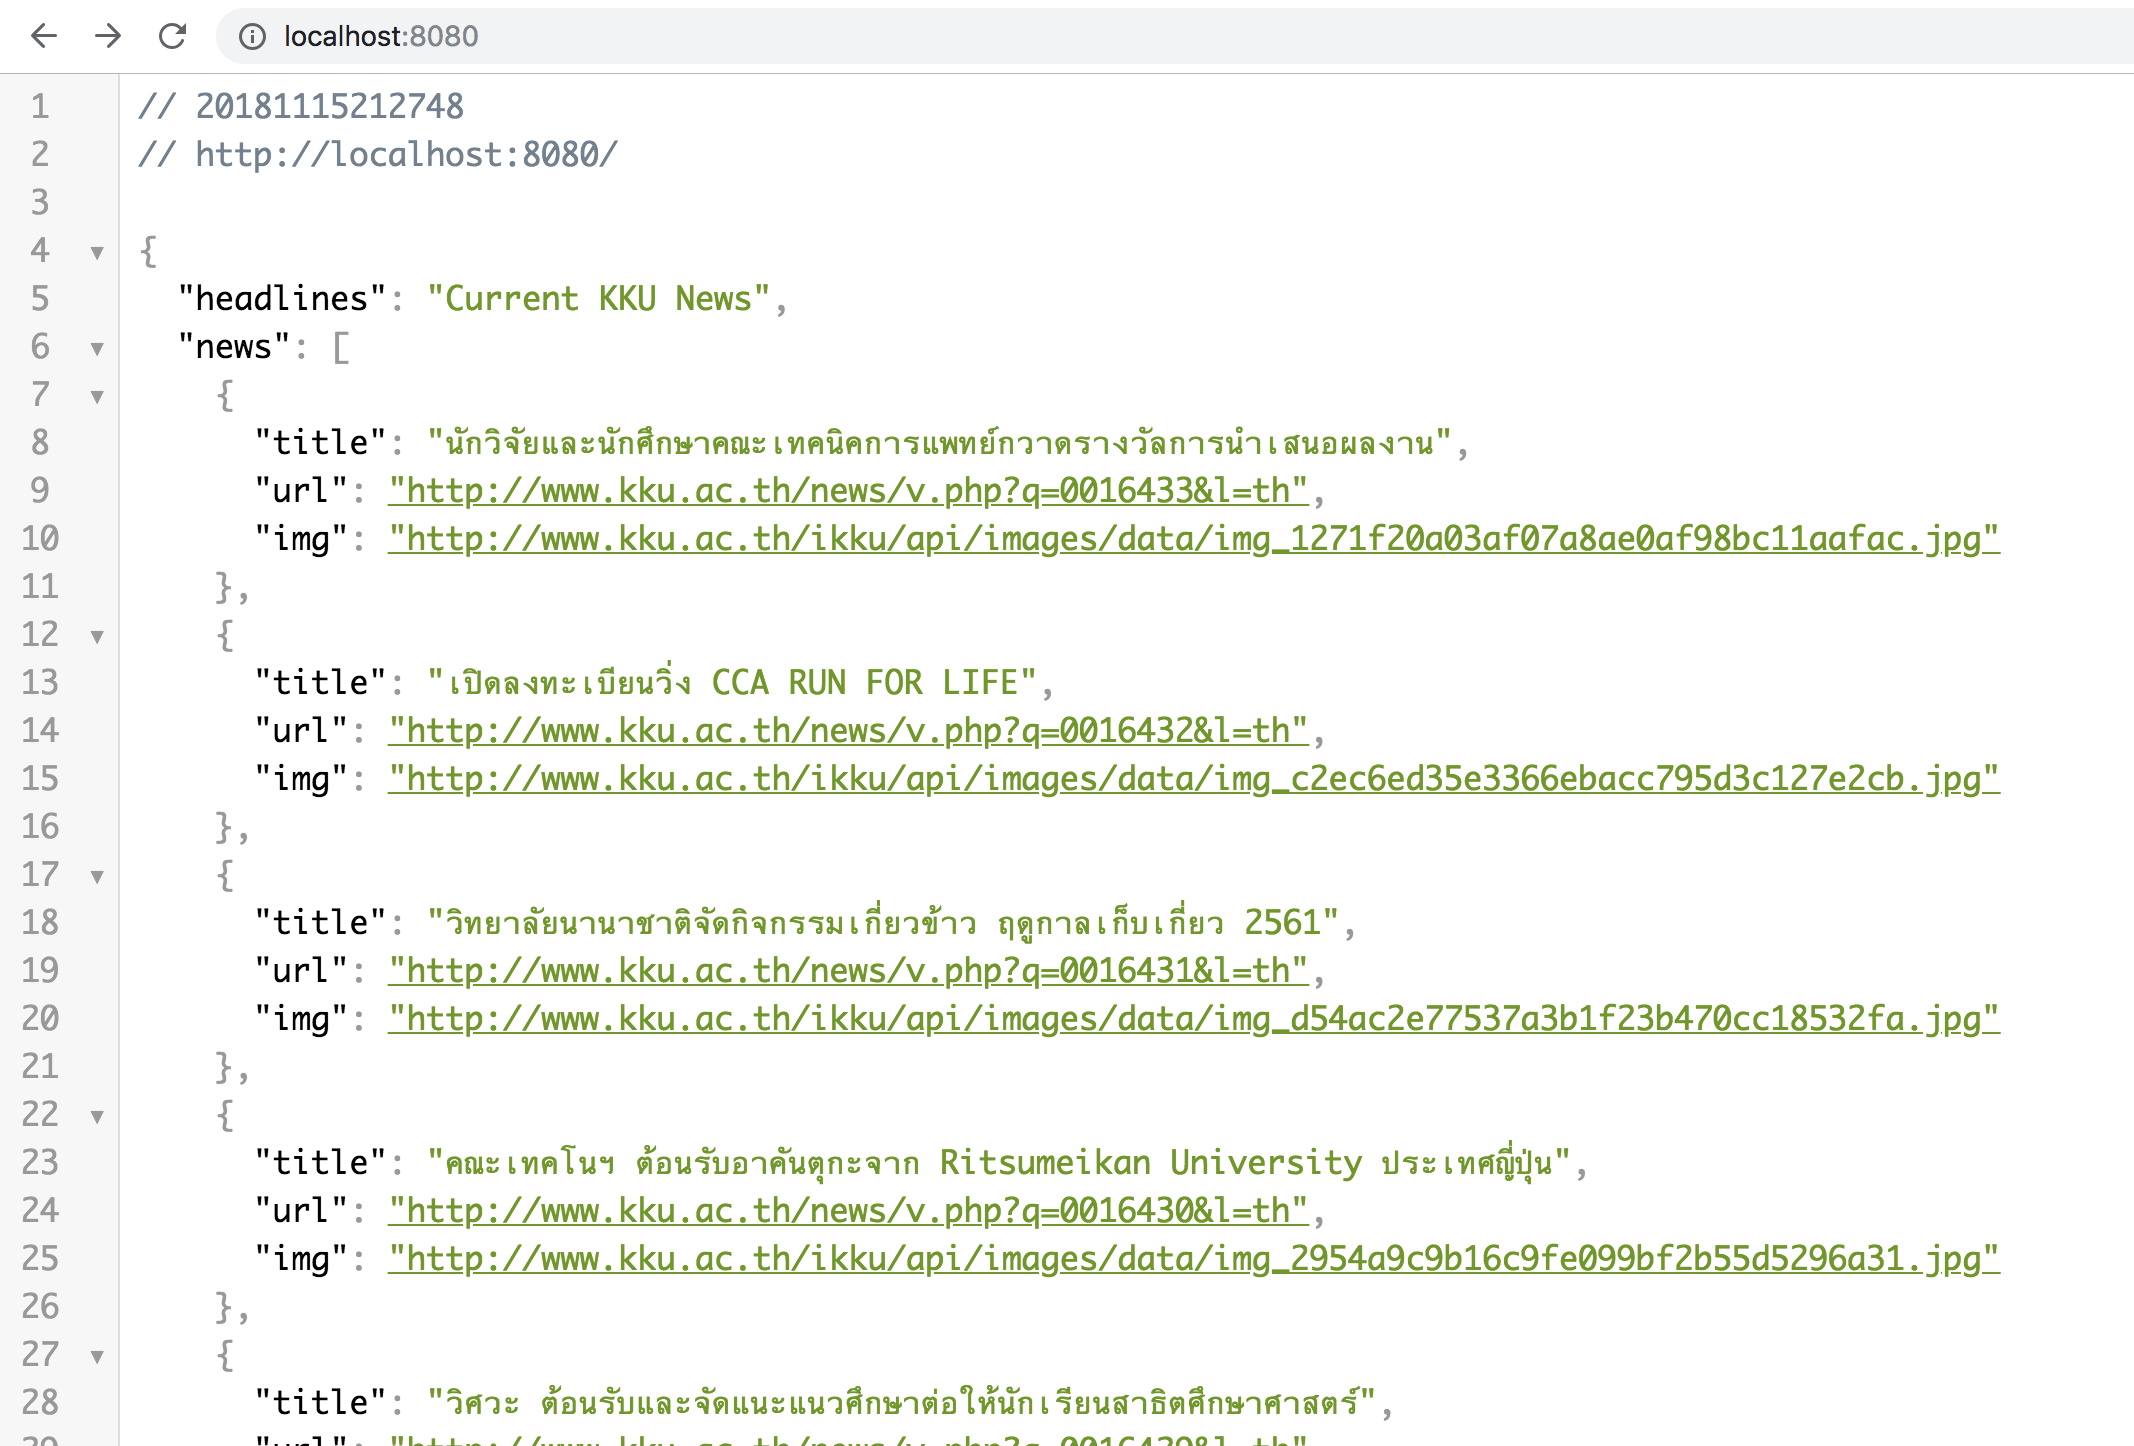 localhost:8080
1 // 20181115212748
2 // http://localhost:8080/
3
4 {
5 "headlines": "Current KKU News",
6 "news": [
7 {
8 "title": "นักวิจัยและนักศึกษาคณะเทคนิคการแพทย์กวาดรางวัลการนำเสนอผลงาน",
9 "url": "http://www.kku.ac.th/news/v.php?q=0016433&l=th",
10 "img": "http://www.kku.ac.th/ikku/api/images/data/img_1271f20a03af07a8ae0af98bc11aafac.jpg"
11 },
12 {
13 "title": "เปิดลงทะเบียนวิ่ง CCA RUN FOR LIFE",
14 "url": "http://www.kku.ac.th/news/v.php?q=0016432&l=th",
15 "img": "http://www.kku.ac.th/ikku/api/images/data/img_c2ec6ed35e3366ebacc795d3c127e2cb.jpg"
16 },
17 {
18 "title": "วิทยาลัยนานาชาติจัดกิจกรรมเกี่ยวข้าว ฤดูกาลเก็บเกี่ยว 2561",
19 "url": "http://www.kku.ac.th/news/v.php?q=0016431&l=th",
20 "img": "http://www.kku.ac.th/ikku/api/images/data/img_d54ac2e77537a3b1f23b470cc18532fa.jpg"
21 },
22 {
23 "title": "คณะเทคโนฯ ต้อนรับอาคันตุกะจาก Ritsumeikan University ประเทศญี่ปุ่น",
24 "url": "http://www.kku.ac.th/news/v.php?q=0016430&l=th",
25 "img": "http://www.kku.ac.th/ikku/api/images/data/img_2954a9c9b16c9fe099bf2b55d5296a31.jpg"
26 },
27 {
28 "title": "วิศวะ ต้อนรับและจัดแนะแนวศึกษาต่อให้นักเรียนสาธิตศึกษาศาสตร์",